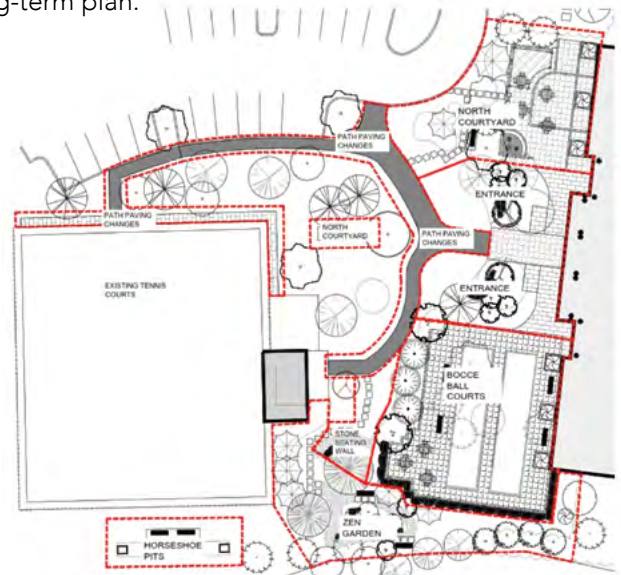 g-term plan.
NORTH
COURTYARD
PATH PAVING
CHANGES
ENTRANCE
PATH PAVING
CHANGES
NORTH
COURTYARD
PATH PAVING
CHANGES
EXISTING TENNIS
COURTS
ENTRANCE
BOCCE
BALL
COURTS
STONE
SEATING
WALL
ZEN
GARDEN
HORSESHOE
PITS